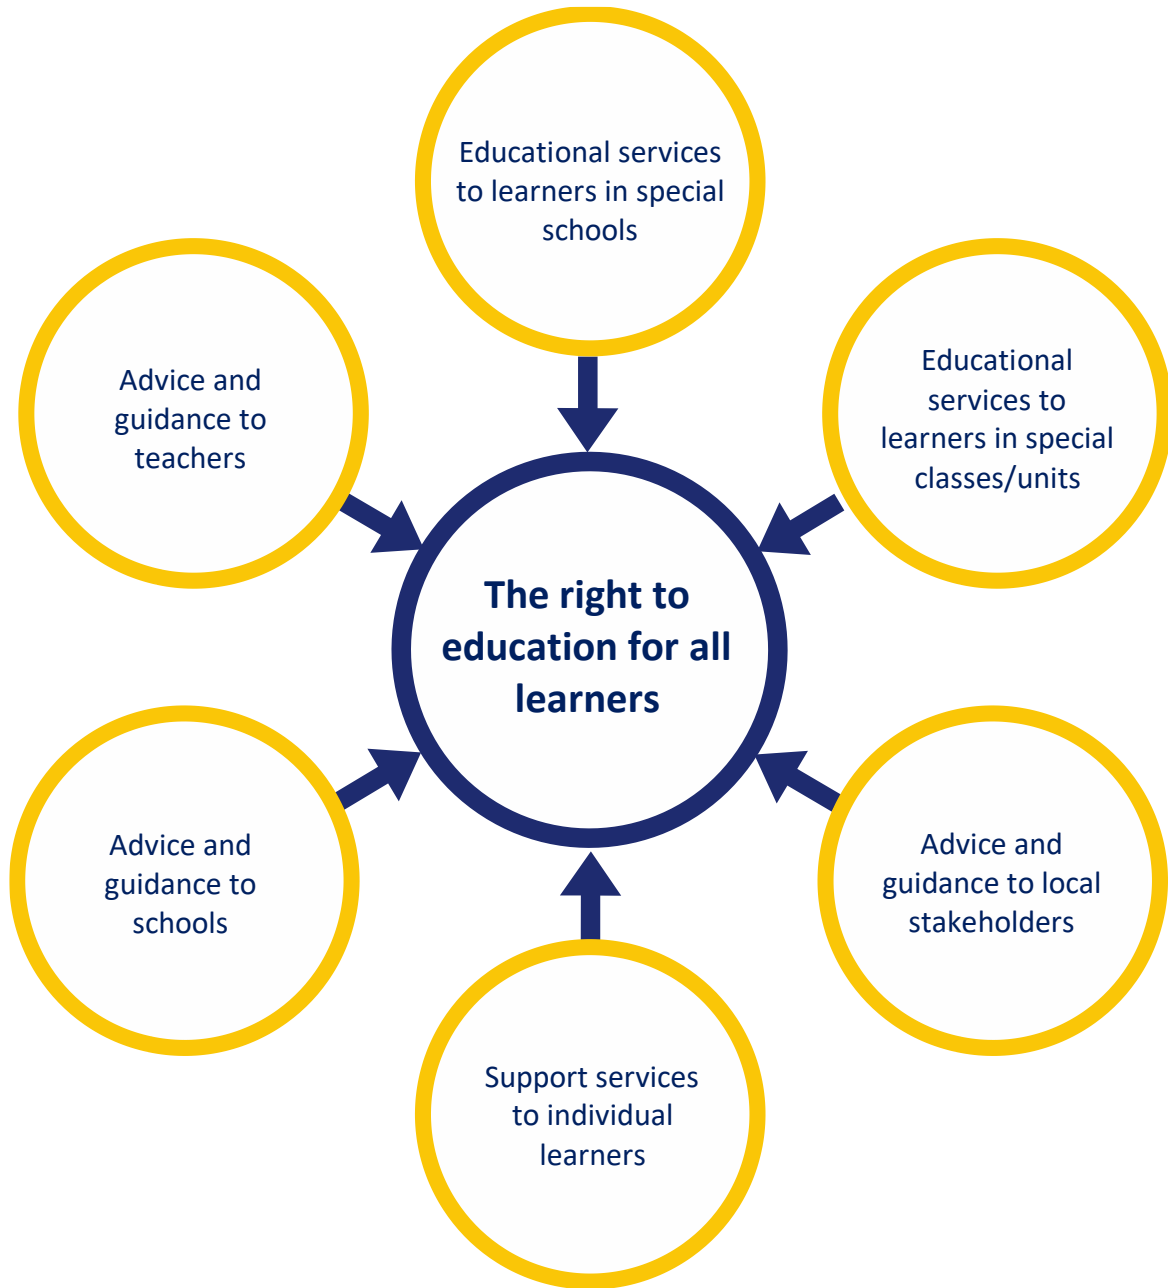 Educational services
to learners in special
schools
Advice and
guidance to
teachers
Educational
services to
learners in special
classes/units
The right to
education for all
learners
Advice and
guidance to
schools
Advice and
guidance to local
stakeholders
Support services
to individual
learners